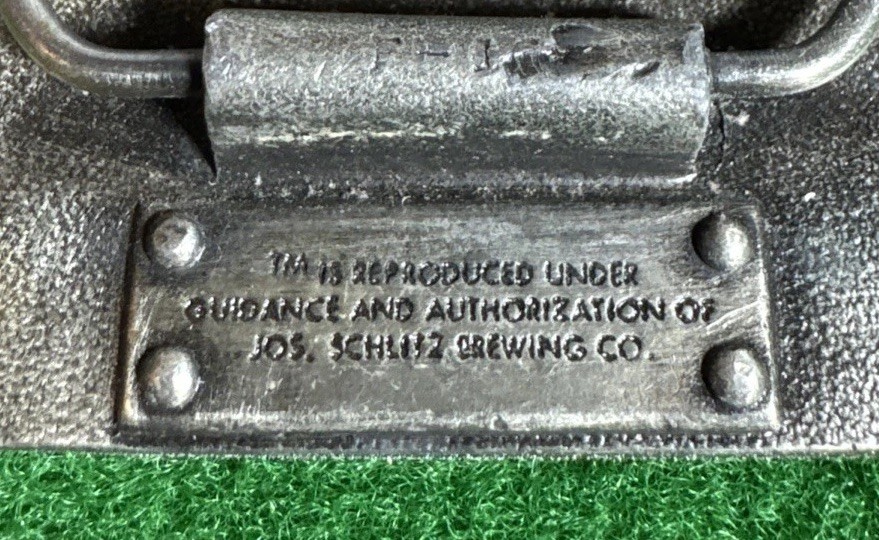 TM IS REPRODUCED UNDER
GUIDANCE AND AUTHORIZATION OF
JOS. SCHLITZ BREWING CO.